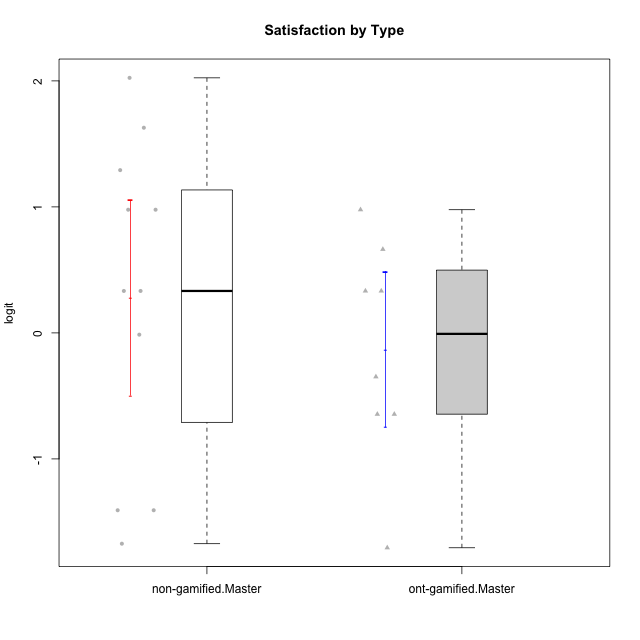 Satisfaction by Type
logit
2
1
0
-1
non-gamified.Master
ont-gamified.Master